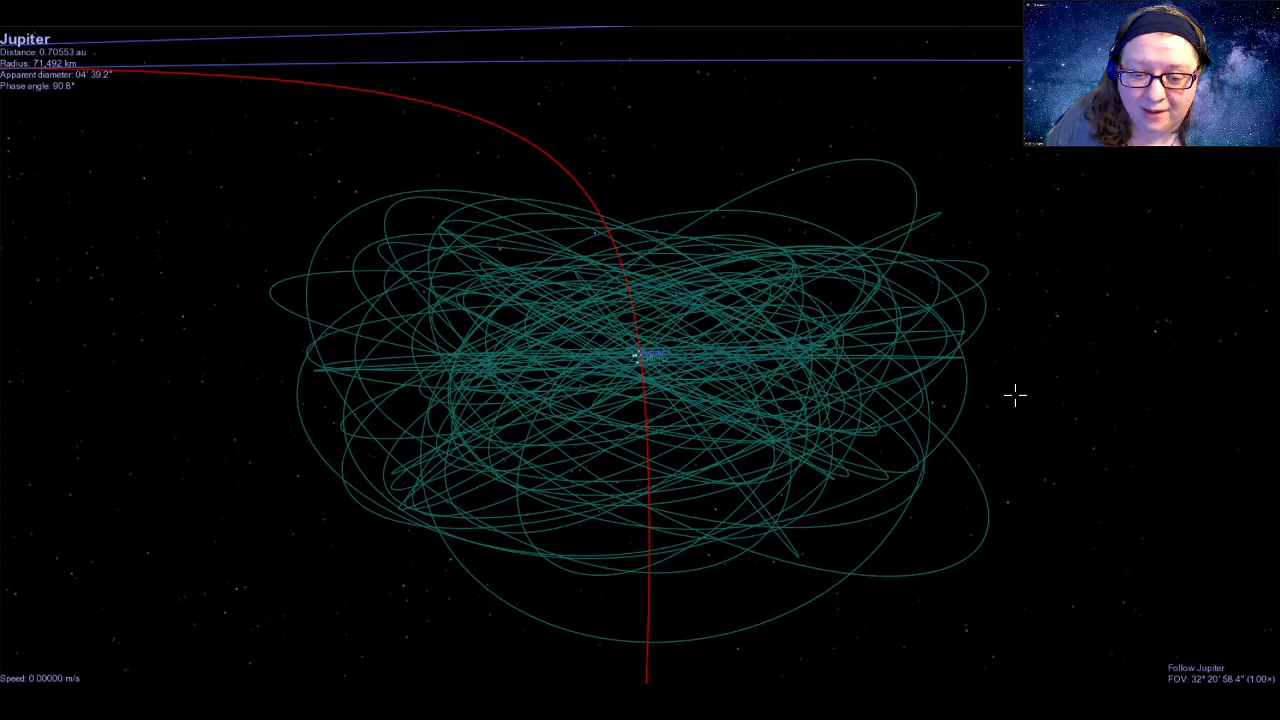 Jupiter
Distance: 0.70553 au
Radius: 71,492 km
Apparent diameter: 04' 39.2"
Phase angle: 90.8°
Speed: 0.00000 m/s
Follow Jupiter
FOV: 32° 20' 58.4" (1.00×)